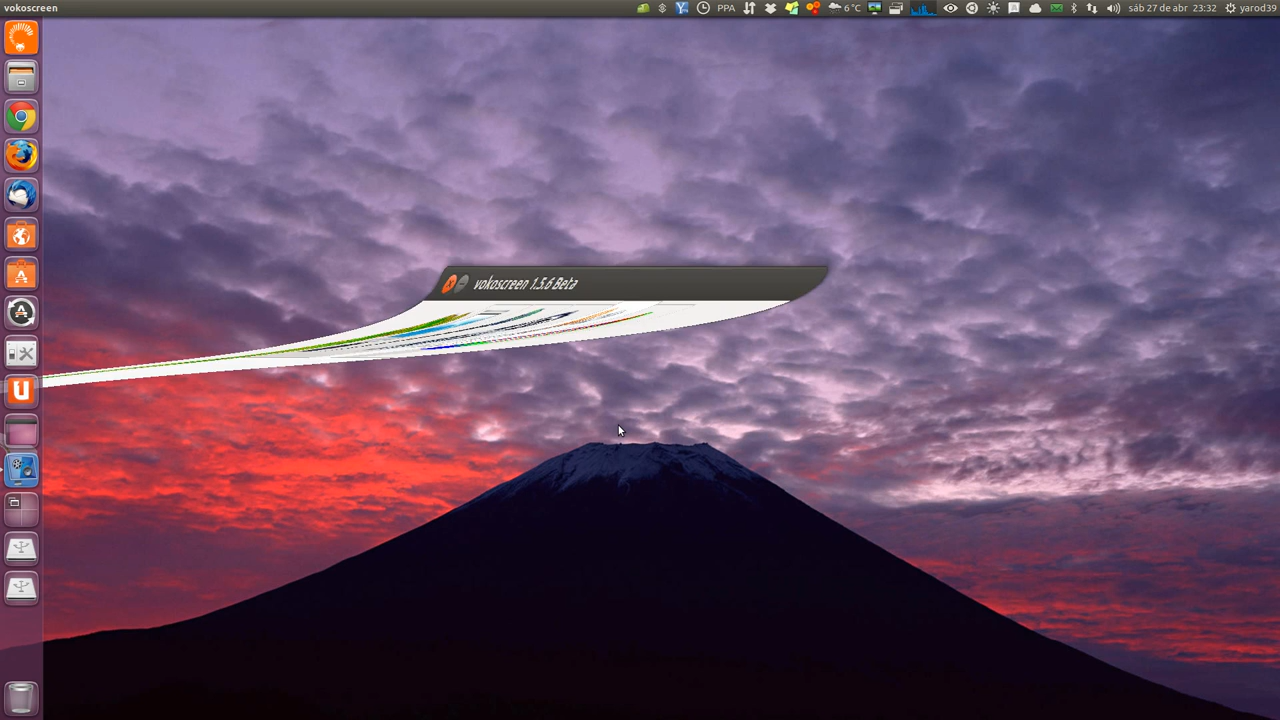 vokoscreen
PPA
6°C
sáb 27 de abr 23:32
yarod39
vokoscreen 1.5.6 Beta